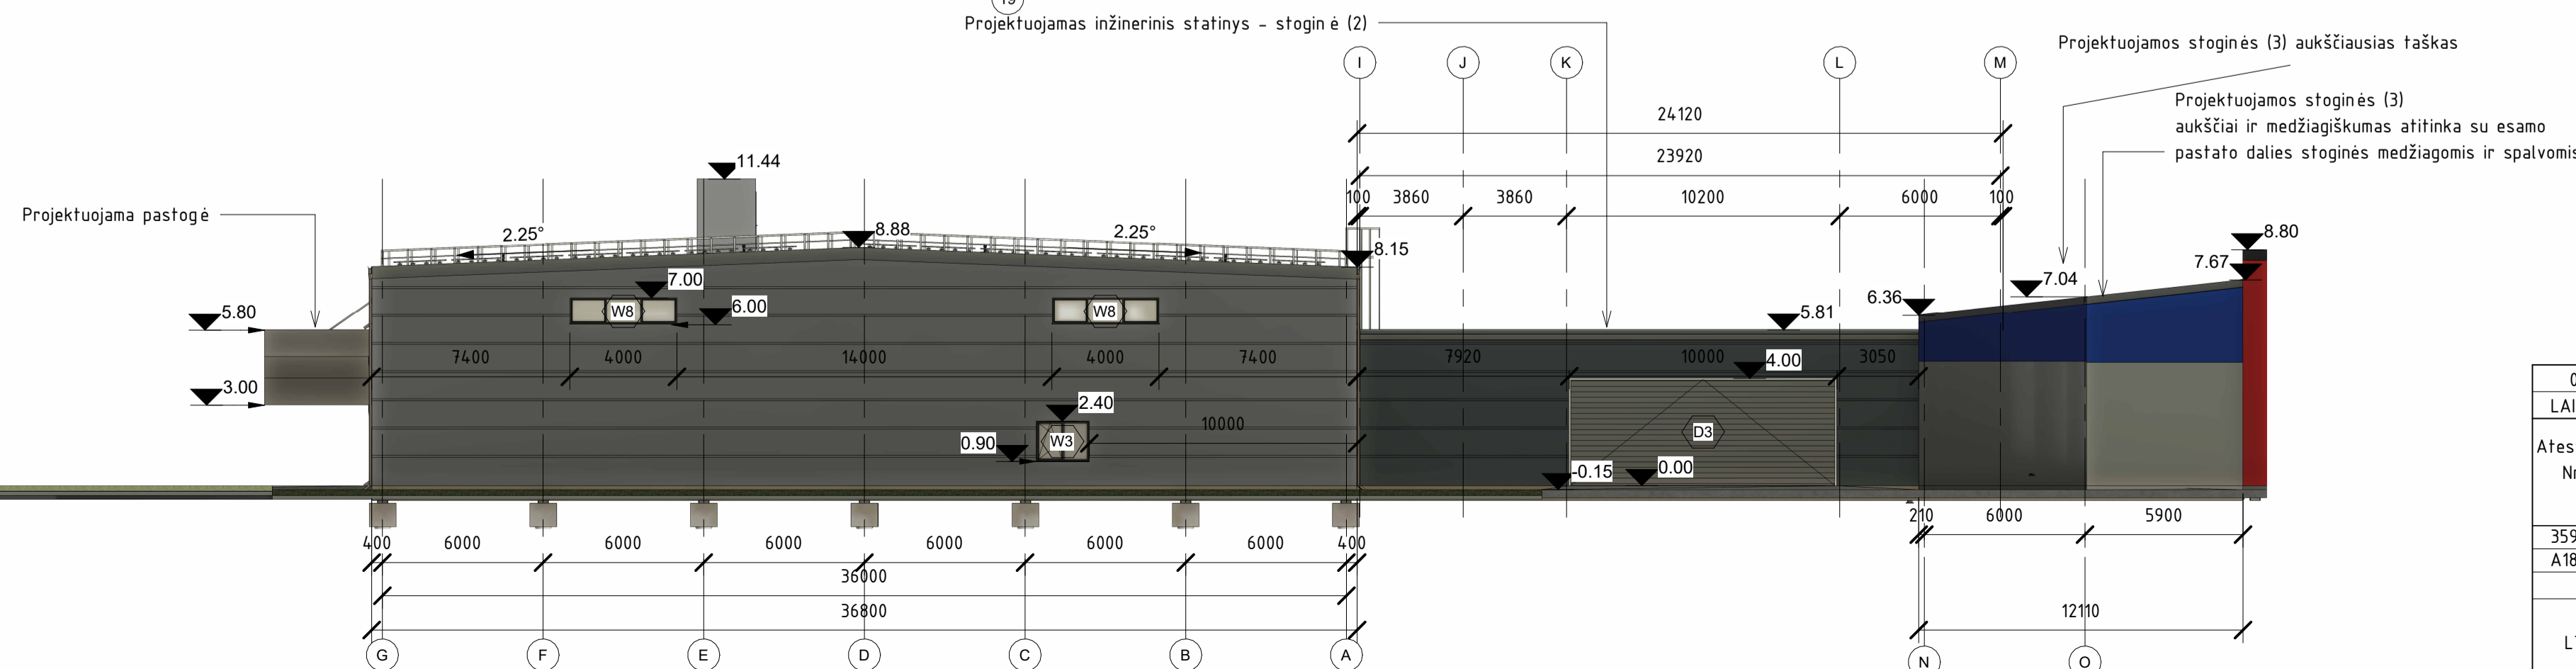 19
Projektuojamas inžinerinis statinys - stoginė (2)
Projektuojamos stoginės (3) aukščiausias taškas
I J K L M
Projektuojamos stoginės (3)
aukščiai ir medžiagiškumas atitinka su esamo
pastato dalies stoginės medžiagomis ir spalvomis
24120
23920
100 3860 3860 10200 6000 100
11.44
Projektuojama pastogė
2.25°
8.88
2.25°
8.15
8.80
7.67
7.04
7.00
6.00
W8
W8
5.80
5.81
6.36
7400 4000 14000 4000 7400 7920 10000 3050
4.00
3.00
2.40
10000
0.90
W3
D3
-0.15
0.00
210 6000 5900
400 6000 6000 6000 6000 6000 6000 400
36000
36800
12110
G F E D C B A N O
LAI
Ates
359
A18